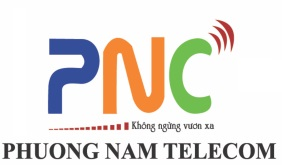 PNC
Không ngừng vươn xa
PHUONG NAM TELECOM